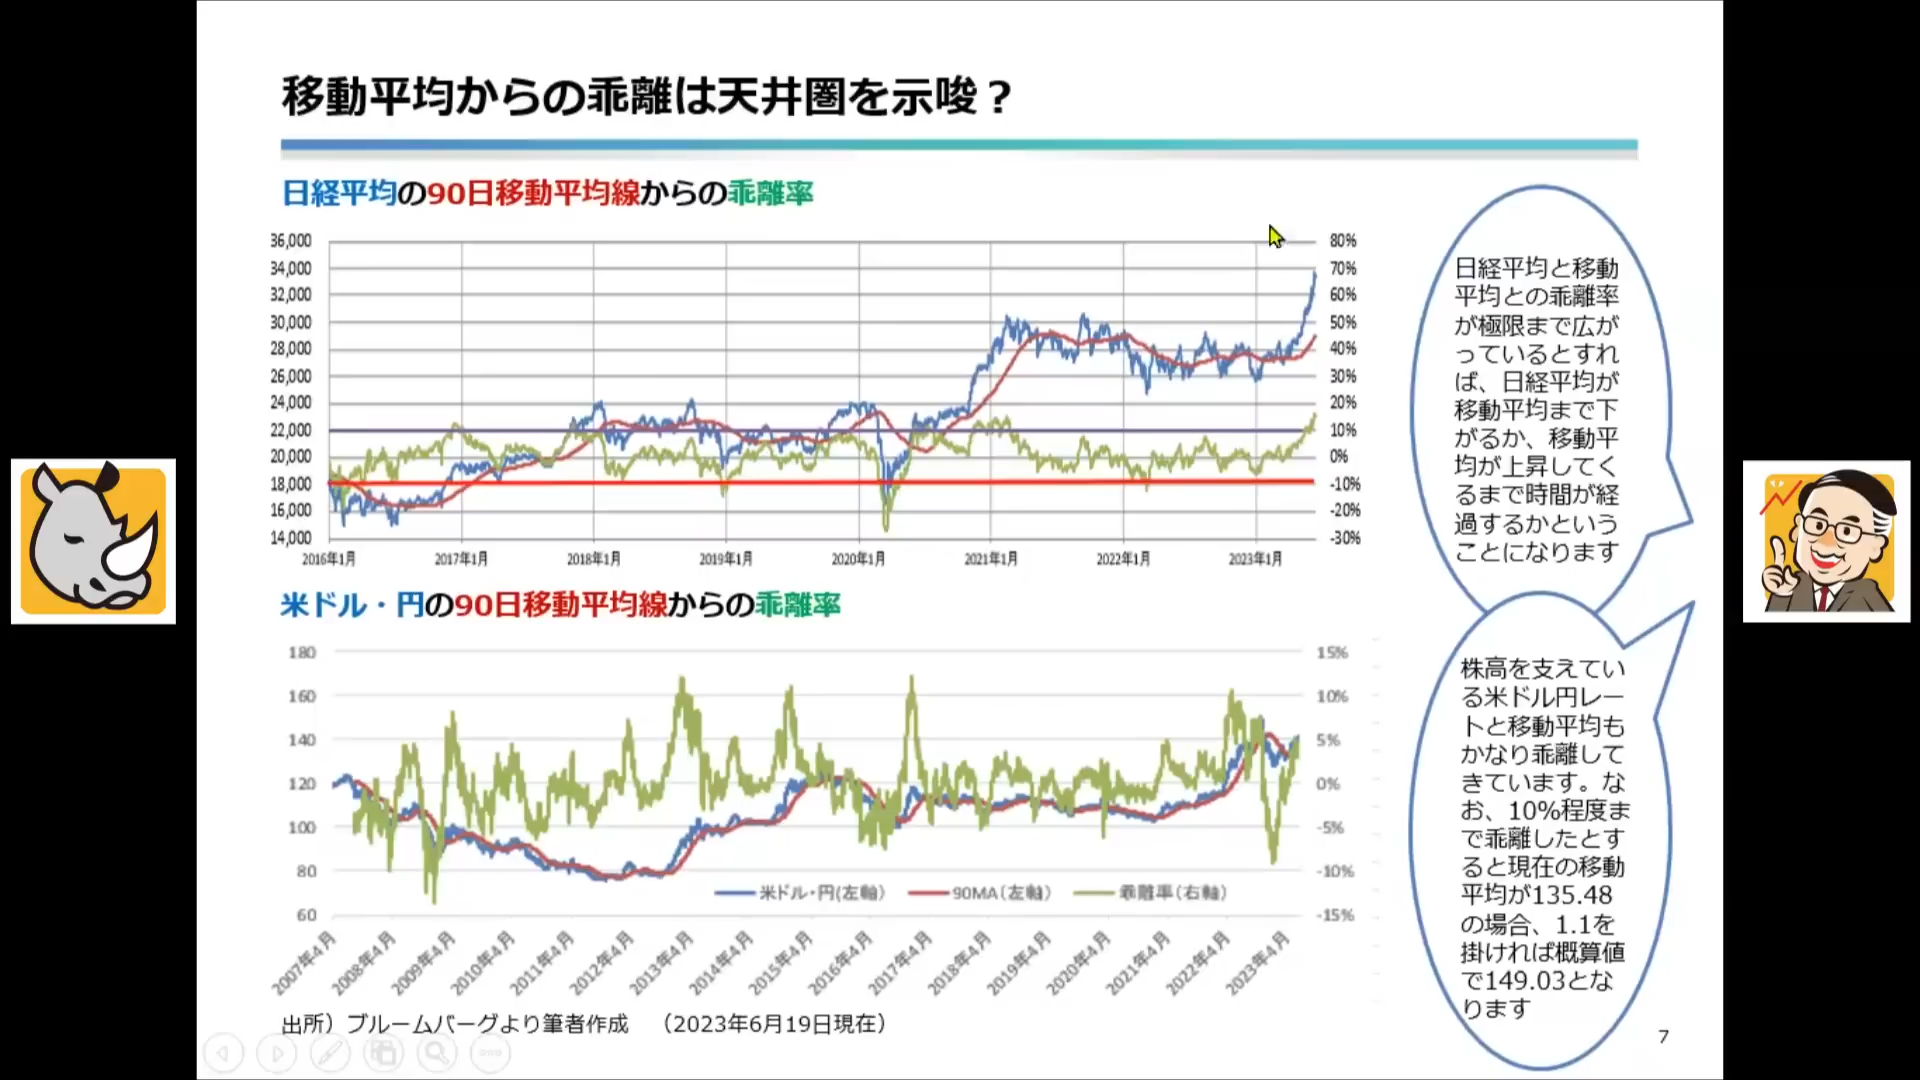 移動平均からの乖離は天井圏を示唆？
日経平均の90日移動平均線からの乖離率
36,000
34,000
32,000
30,000
28,000
26,000
24,000
22,000
20,000
18,000
16,000
14,000
80%
70%
60%
50%
40%
30%
20%
10%
0%
-10%
-20%
-30%
2016年1月 2017年1月 2018年1月 2019年1月 2020年1月 2021年1月 2022年1月 2023年1月
日経平均と移動
平均との乖離率
が極限まで広が
っているとすれ
ば、日経平均が
移動平均まで下
がるか、移動平
均が上昇してく
るまで時間が経
過するかという
ことになります
米ドル・円の90日移動平均線からの乖離率
180
160
140
120
100
80
60
15%
10%
5%
0%
-5%
-10%
-15%
米ドル・円(左軸) 90MA(左軸) 乖離率(右軸)
2007年4月 2008年4月 2009年4月 2010年4月 2011年4月 2012年4月 2013年4月 2014年4月 2015年4月 2016年4月 2017年4月 2018年4月 2019年4月 2020年4月 2021年4月 2022年4月 2023年4月
株高を支えてい
る米ドル円レー
トと移動平均も
かなり乖離して
きています。な
お、10%程度ま
で乖離したとす
ると現在の移動
平均が135.48
の場合、1.1を
掛ければ概算値
で149.03とな
ります
出所）ブルームバーグより筆者作成　（2023年6月19日現在）
7